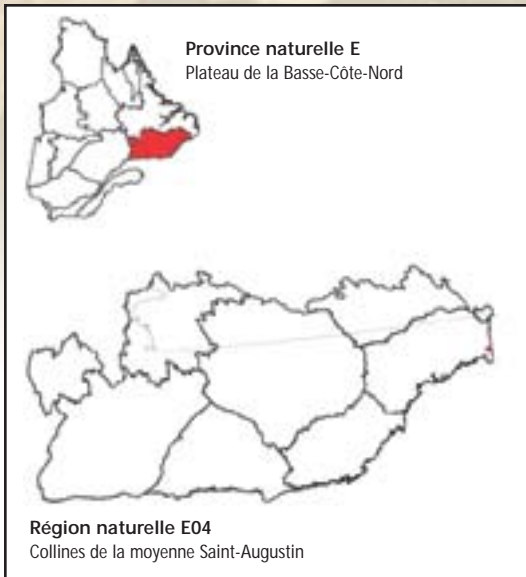 Province naturelle E
Plateau de la Basse-Côte-Nord
Région naturelle E04
Collines de la moyenne Saint-Augustin